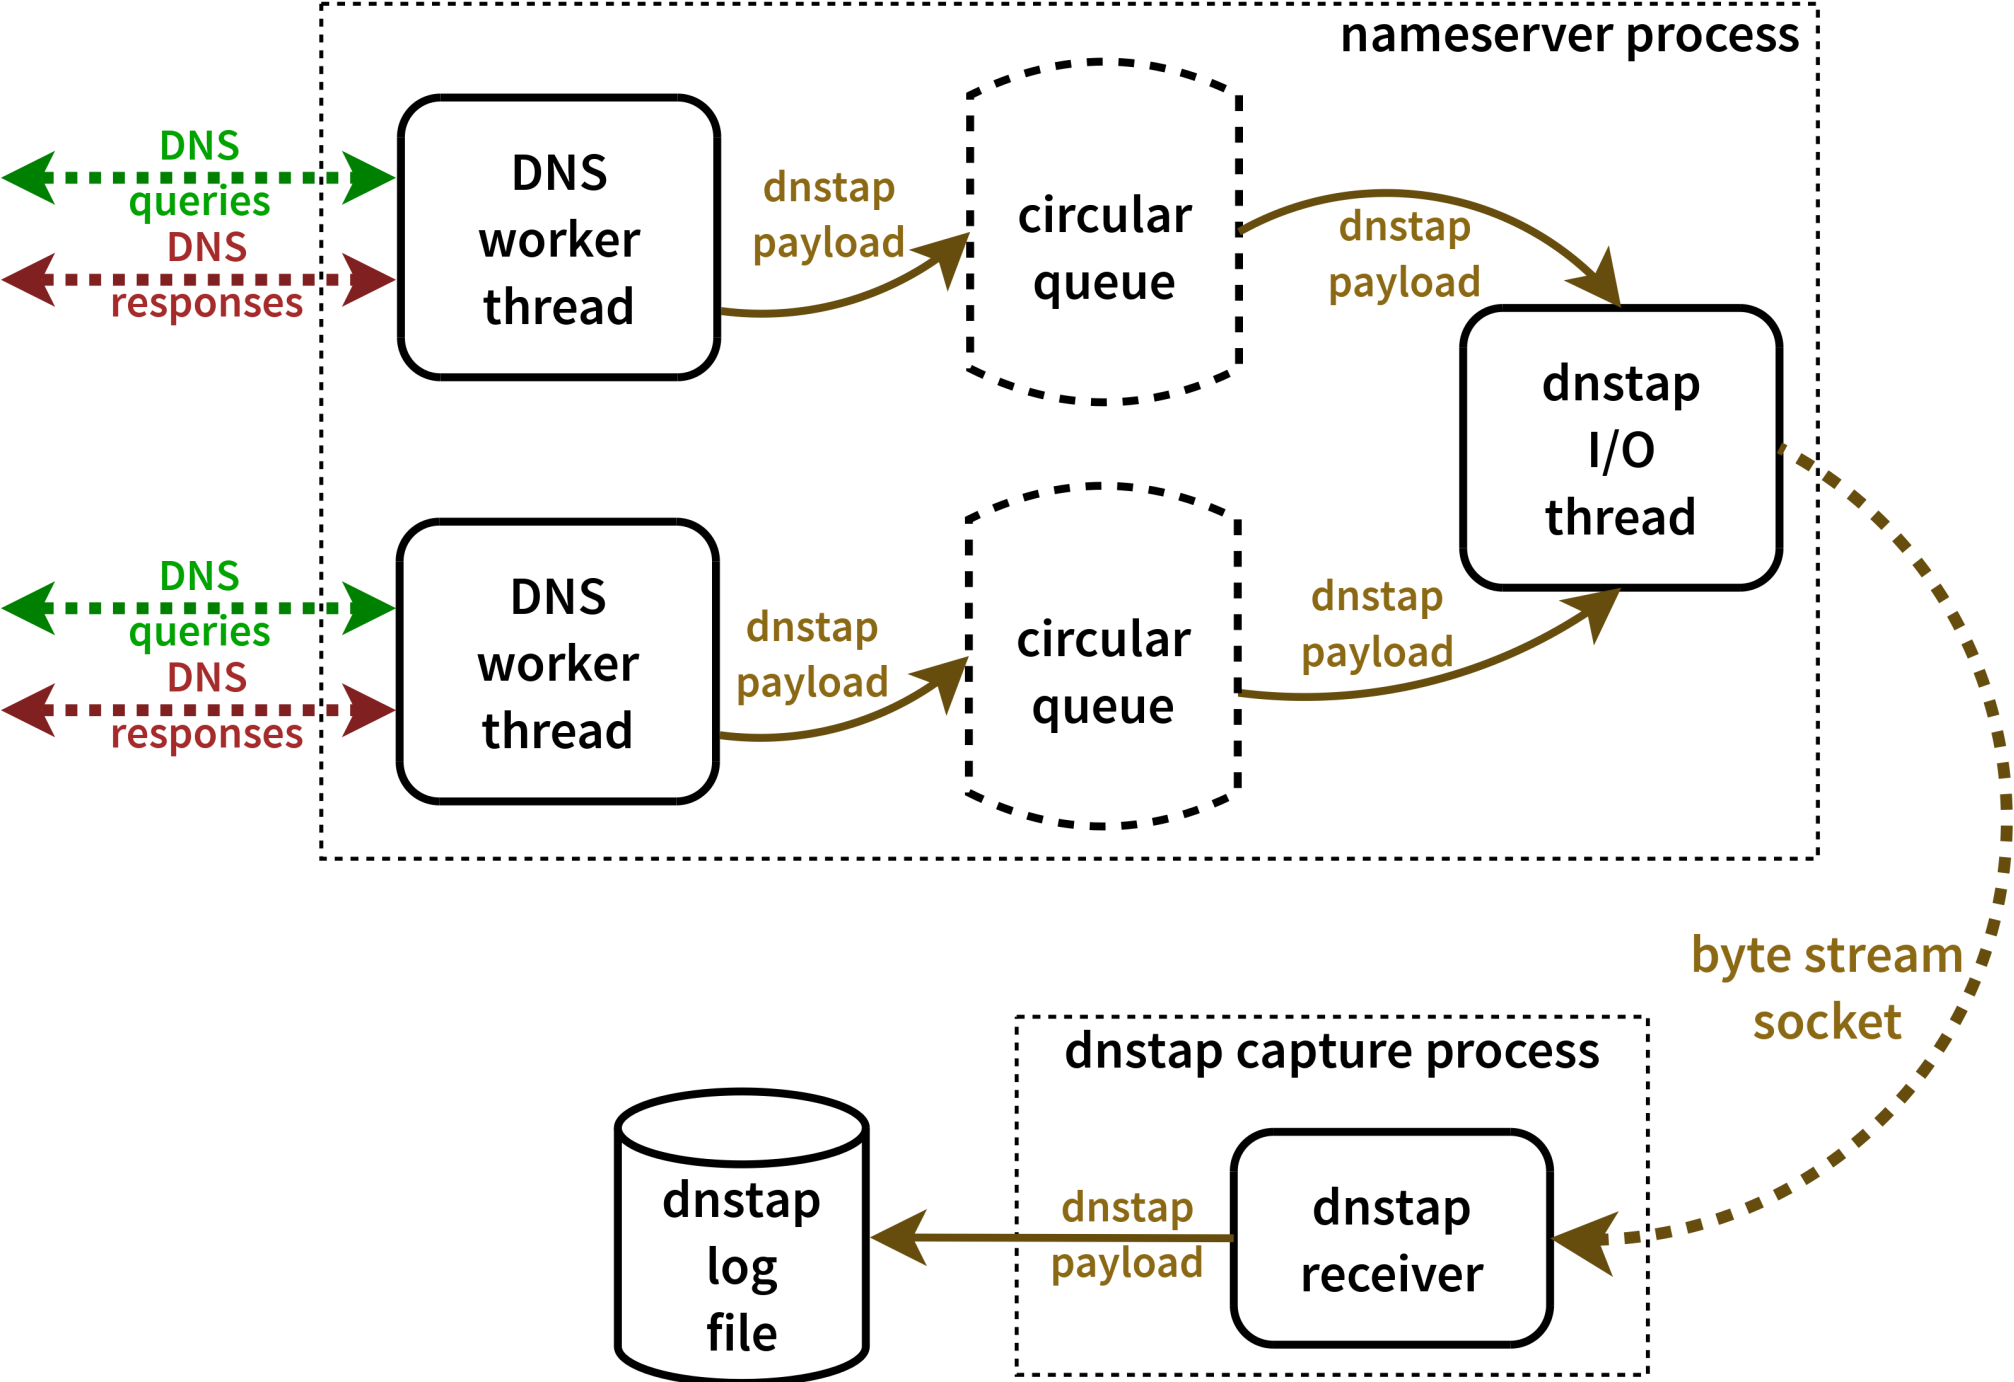 nameserver process
DNS
queries
DNS
responses
DNS
worker
thread
dnstap
payload
circular
queue
dnstap
payload
dnstap
I/O
thread
DNS
queries
DNS
responses
DNS
worker
thread
dnstap
payload
circular
queue
dnstap
payload
byte stream
socket
dnstap capture process
dnstap
receiver
dnstap
payload
dnstap
log
file